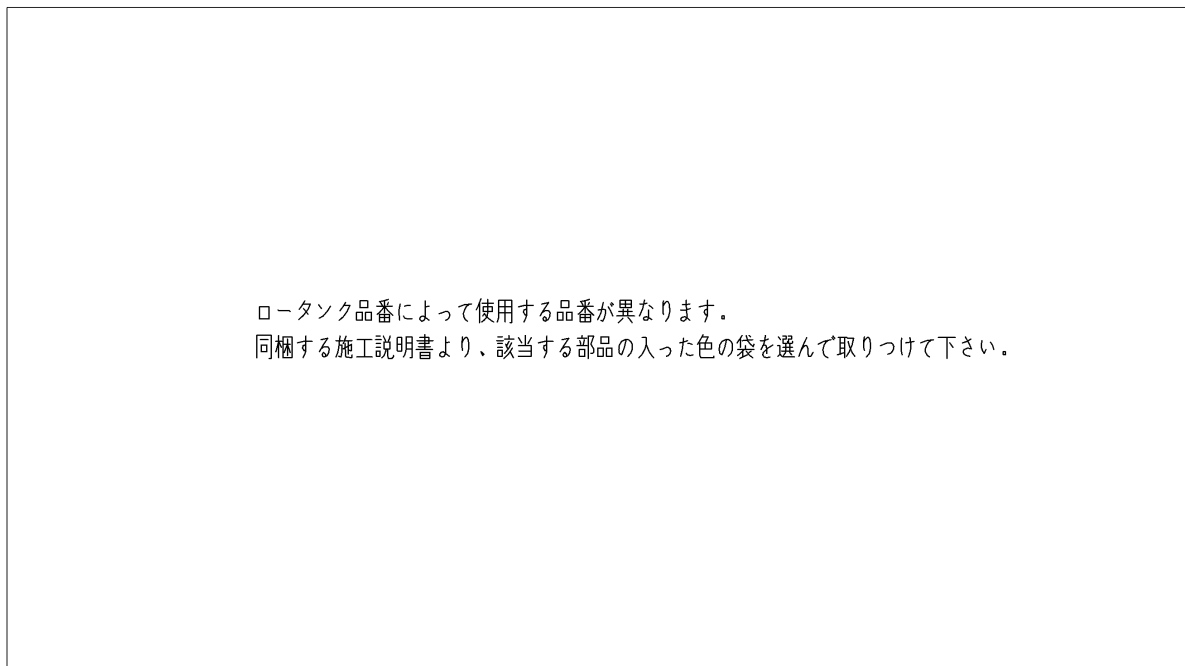 ロータンク品番によって使用する品番が異なります。
同梱する施工説明書より、該当する部品の入った色の袋を選んで取りつけて下さい。